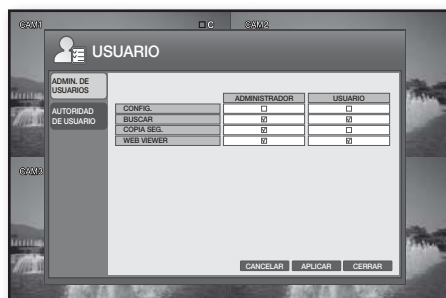 CAM1 C CAM2
USUARIO
ADMIN. DE
USUARIOS
AUTORIDAD
DE USUARIO
ADMINISTRADOR USUARIO
CONFIG.
BUSCAR
COPIA SEG.
WEB VIEWER
CAM3
CANCELAR APLICAR CERRAR